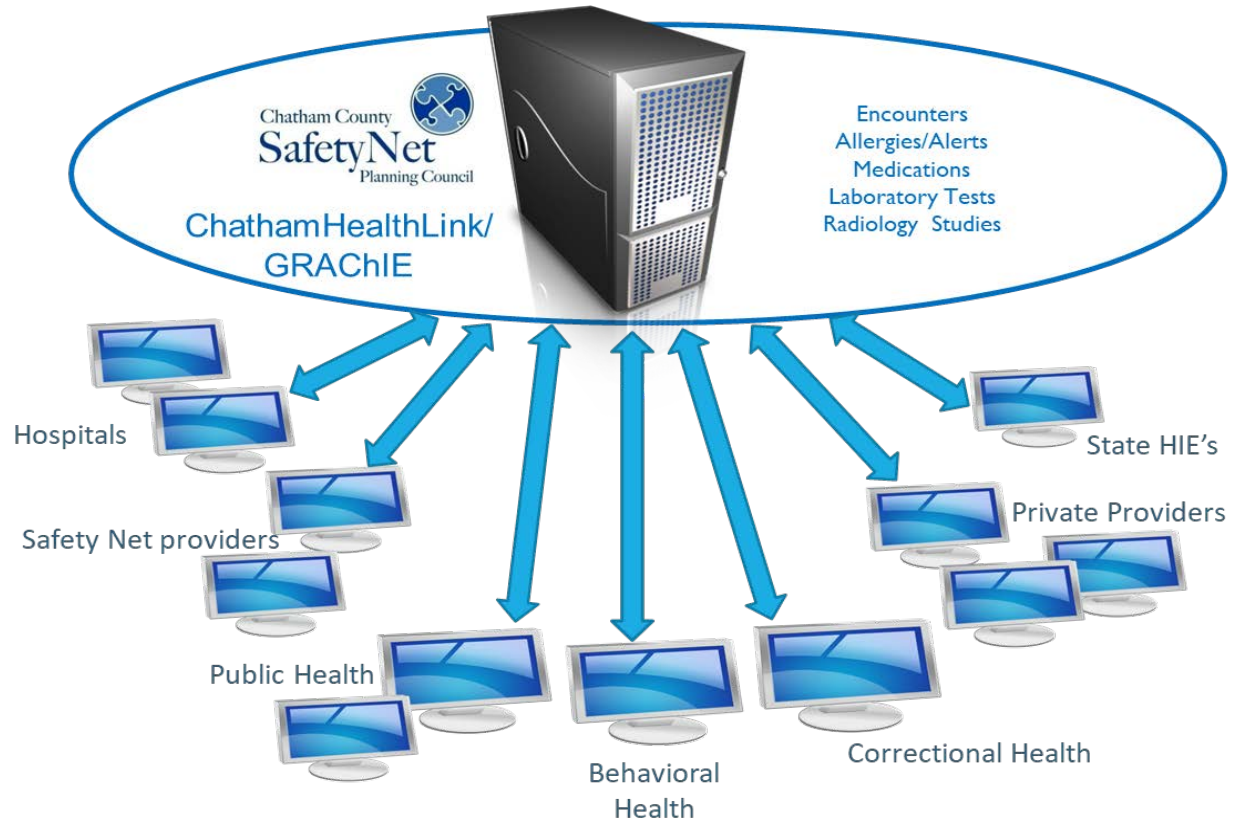 Chatham County
SafetyNet
Planning Council
ChathamHealthLink/
GRAChIE
Encounters
Allergies/Alerts
Medications
Laboratory Tests
Radiology Studies
Hospitals
State HIE's
Safety Net providers
Private Providers
Public Health
Behavioral
Health
Correctional Health